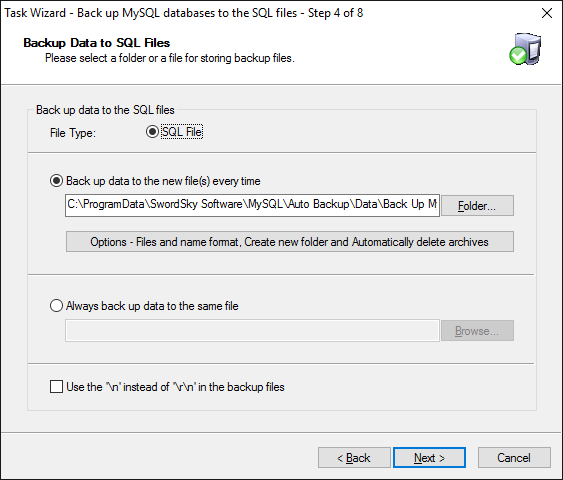 Task Wizard - Back up MySQL databases to the SQL files - Step 4 of 8
Backup Data to SQL Files
Please select a folder or a file for storing backup files.
Back up data to the SQL files
File Type:
SQL File
Back up data to the new file(s) every time
C:\ProgramData\SwordSky Software\MySQL\Auto Backup\Data\Back Up M
Folder...
Options - Files and name format, Create new folder and Automatically delete archives
Always back up data to the same file
Browse...
Use the '\n' instead of '\r\n' in the backup files
< Back
Next >
Cancel